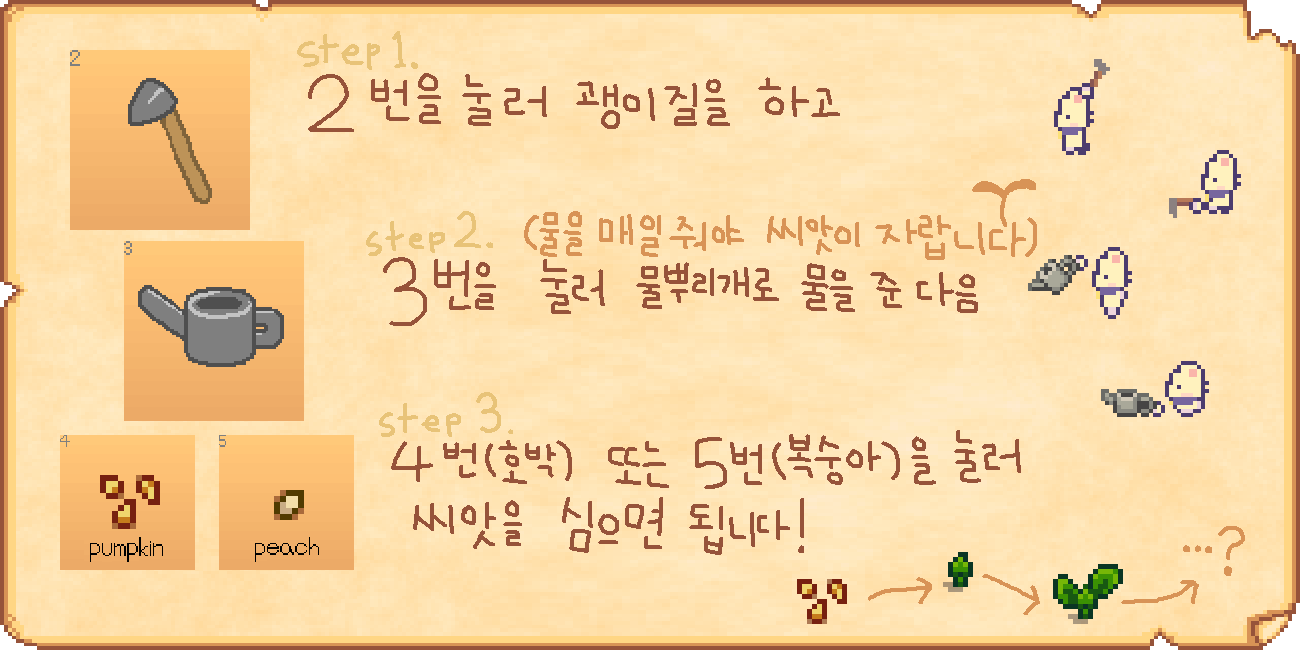 2
step 1.
2번을 눌러 괭이질을 하고
step 2. (물을 매일 줘야 씨앗이 자랍니다)
3
3번을 눌러 물뿌리개로 물을 준 다음
step 3.
4
5
4번(호박) 또는 5번(복숭아)을 눌러
씨앗을 심으면 됩니다!
pumpkin
peach
...?